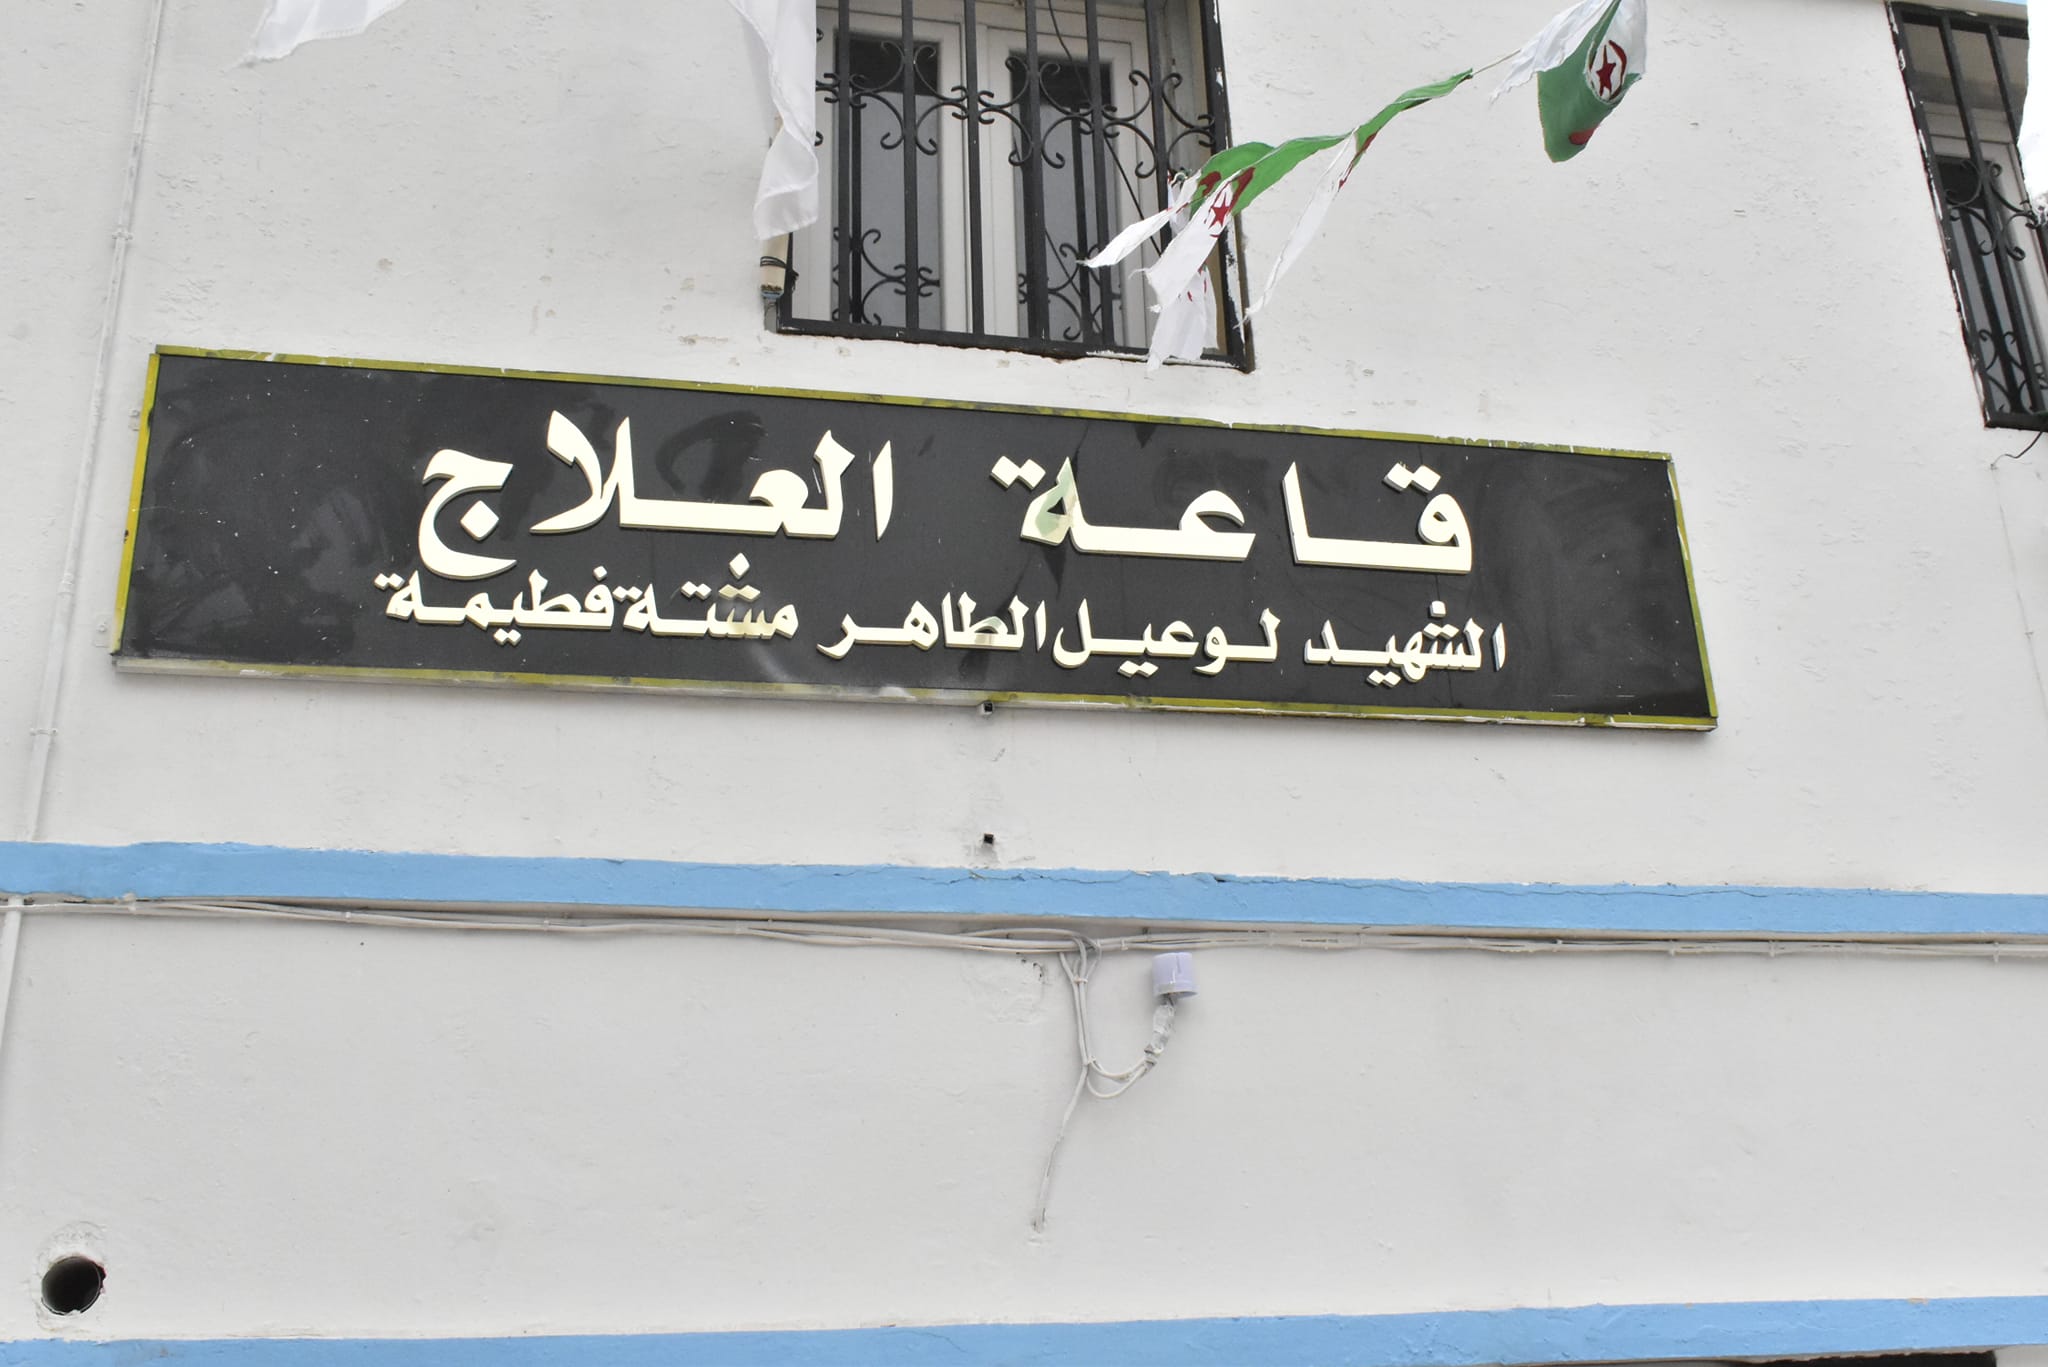 قاعة العلاج
الشهيد لوعيل الطاهر مشتة فطيمة